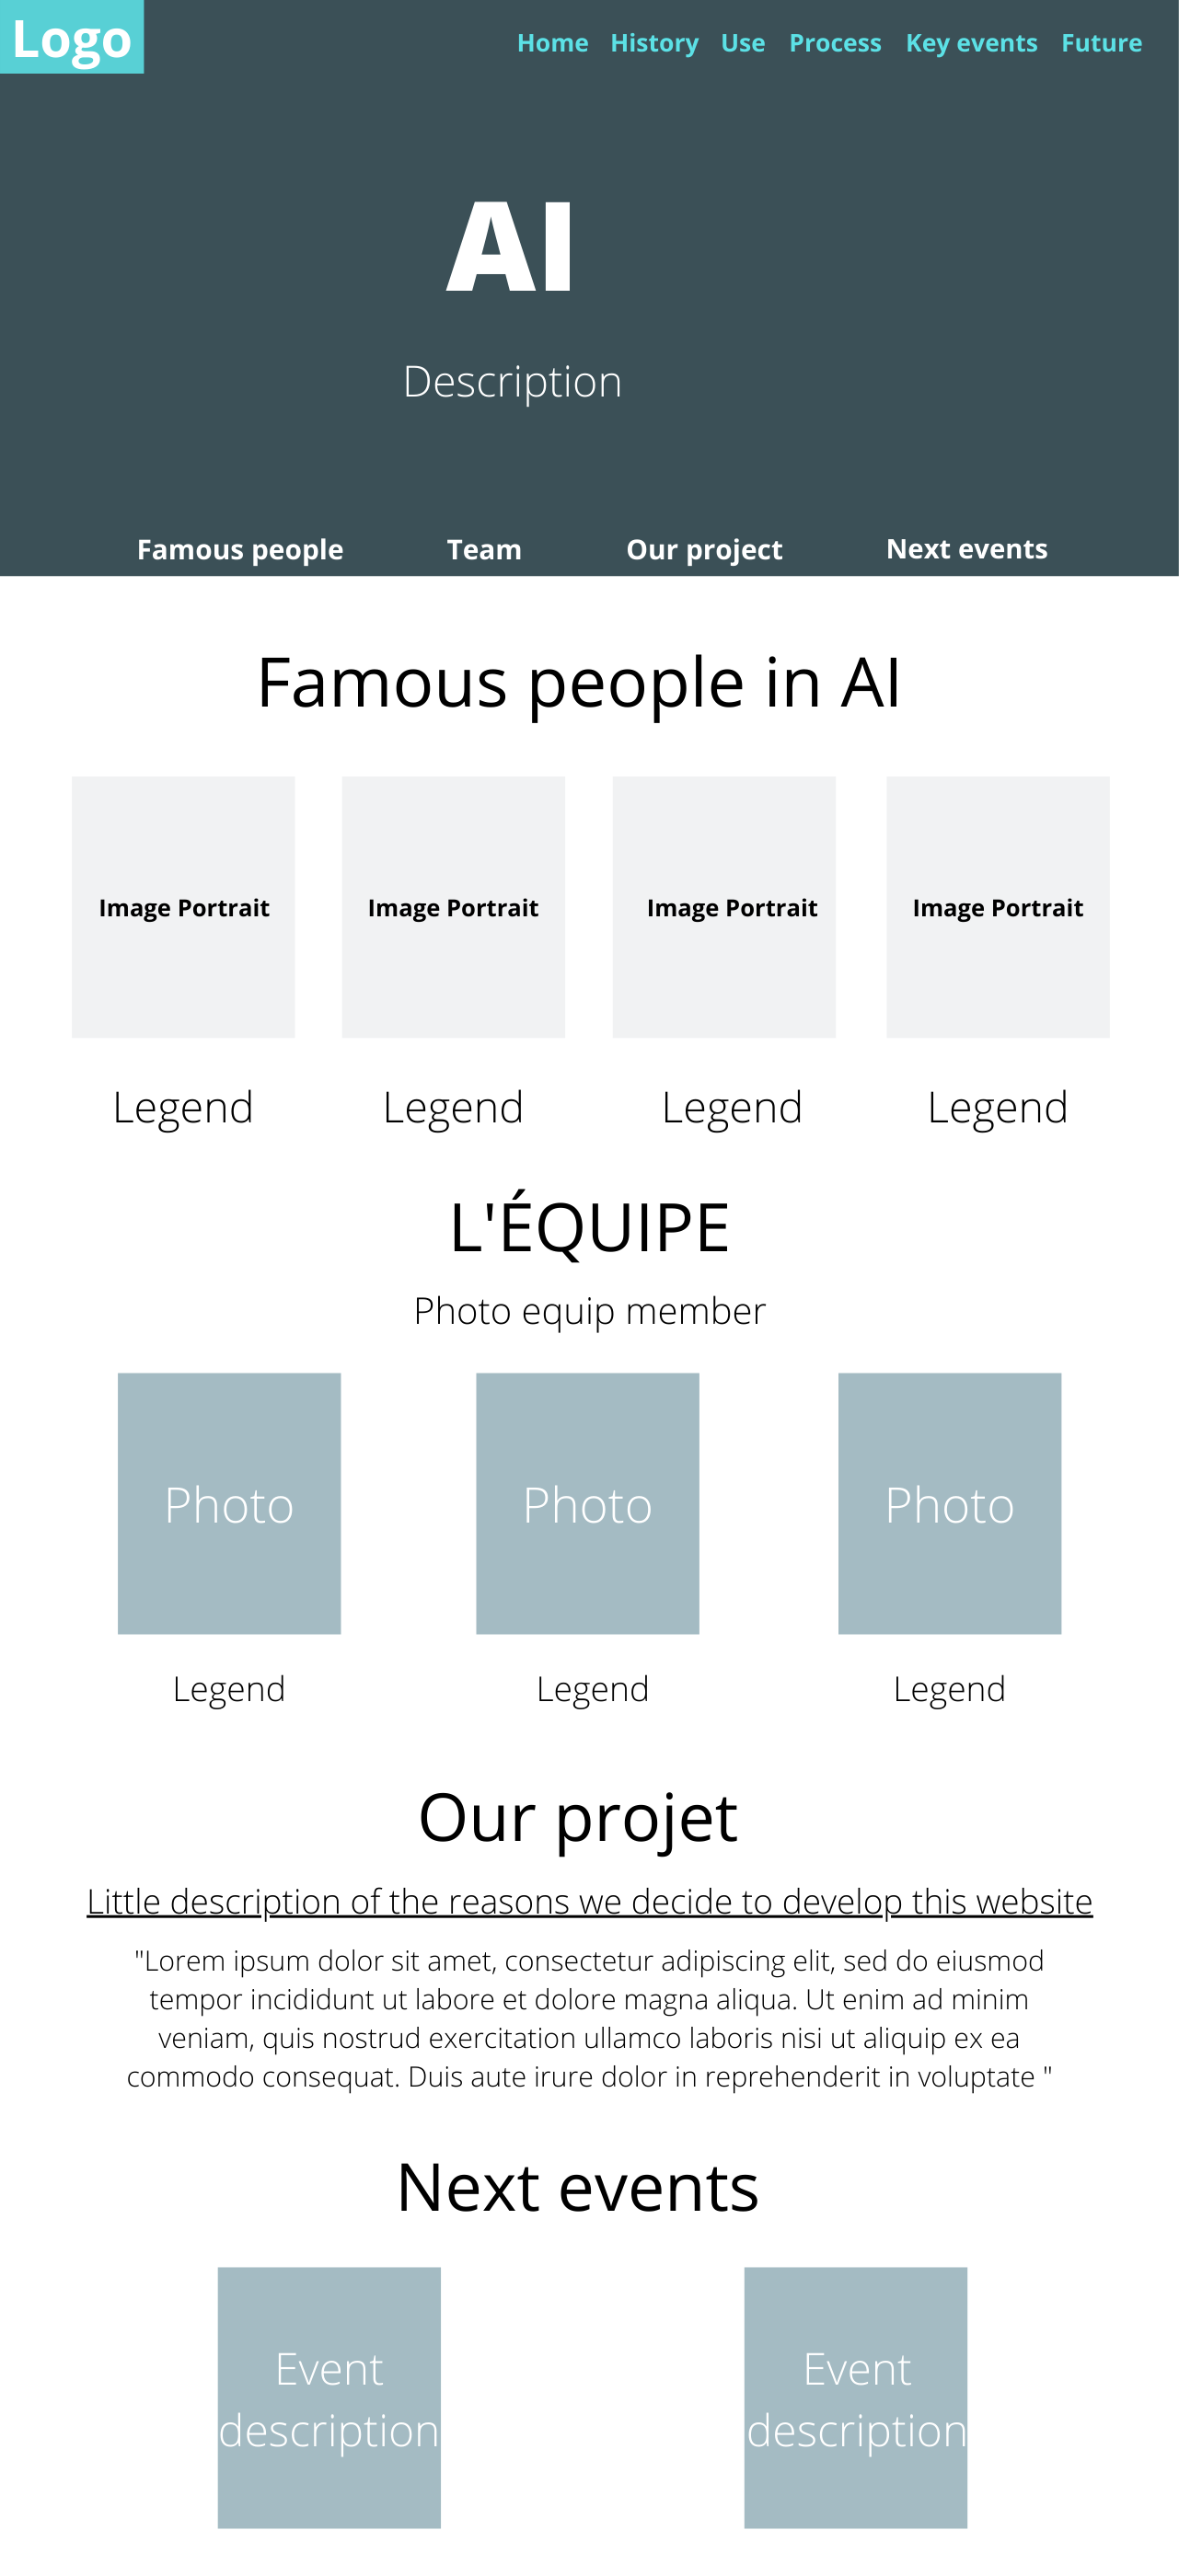 Logo
Home History Use Process Key events Future
AI
Description
Famous people Team Our project Next events
Famous people in AI
Image Portrait Image Portrait Image Portrait Image Portrait
Legend Legend Legend Legend
L'ÉQUIPE
Photo equip member
Photo Photo Photo
Legend Legend Legend
Our projet
Little description of the reasons we decide to develop this website
"Lorem ipsum dolor sit amet, consectetur adipiscing elit, sed do eiusmod
tempor incididunt ut labore et dolore magna aliqua. Ut enim ad minim
veniam, quis nostrud exercitation ullamco laboris nisi ut aliquip ex ea
commodo consequat. Duis aute irure dolor in reprehenderit in voluptate "
Next events
Event
description
Event
description